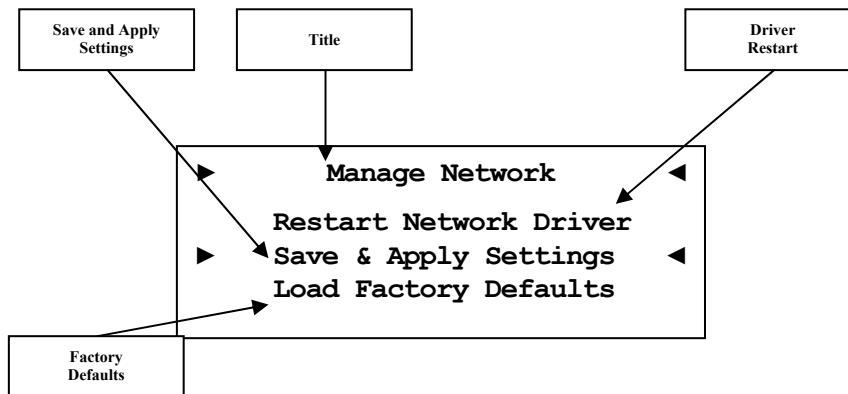 Save and Apply
Settings
Title
Driver
Restart
► Manage Network ◄
Restart Network Driver
► Save & Apply Settings ◄
Load Factory Defaults
Factory
Defaults